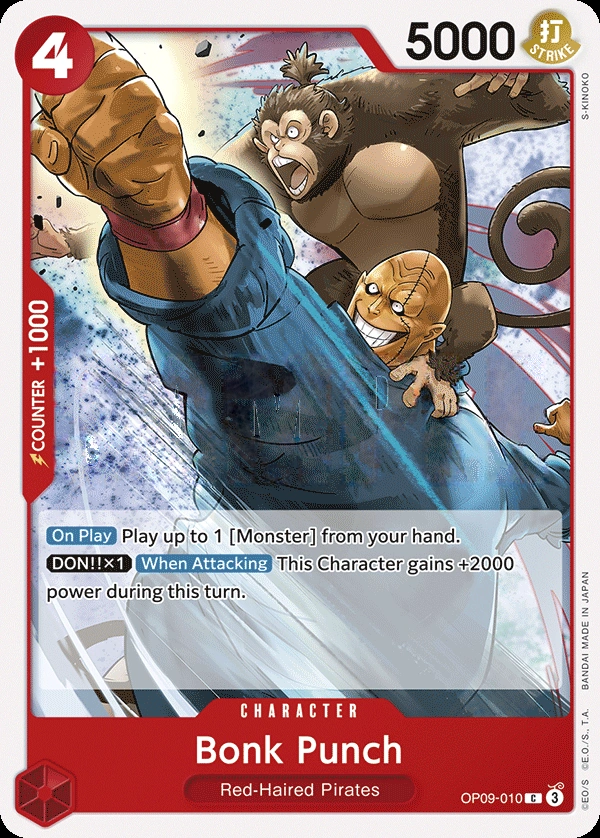 4
5000
打
STRIKE
S-KINOKO
COUNTER +1000
On Play Play up to 1 [Monster] from your hand.
DON!!×1 When Attacking This Character gains +2000
power during this turn.
CHARACTER
Bonk Punch
Red-Haired Pirates
OP09-010 C 3
©E.O/S ©E.O./S., T.A. BANDAI MADE IN JAPAN